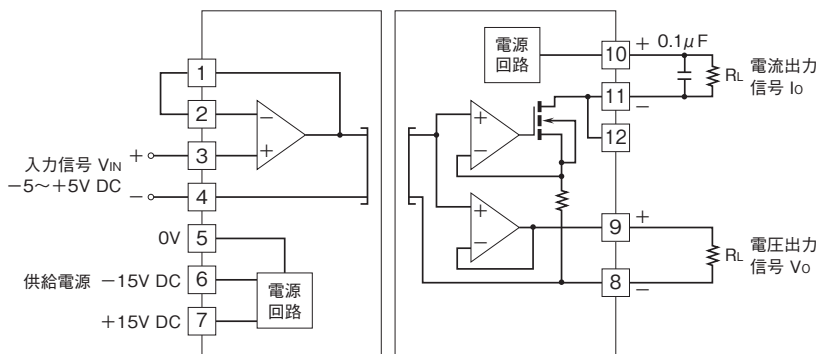 1
2
3
4
5
6
7
−
+
入力信号 VIN
−5～+5V DC
+
−
0V
供給電源 −15V DC
+15V DC
電源
回路
電源
回路
+
−
+
−
10
11
12
9
8
+ 0.1μF
−
RL
電流出力
信号 IO
+
−
RL
電圧出力
信号 VO